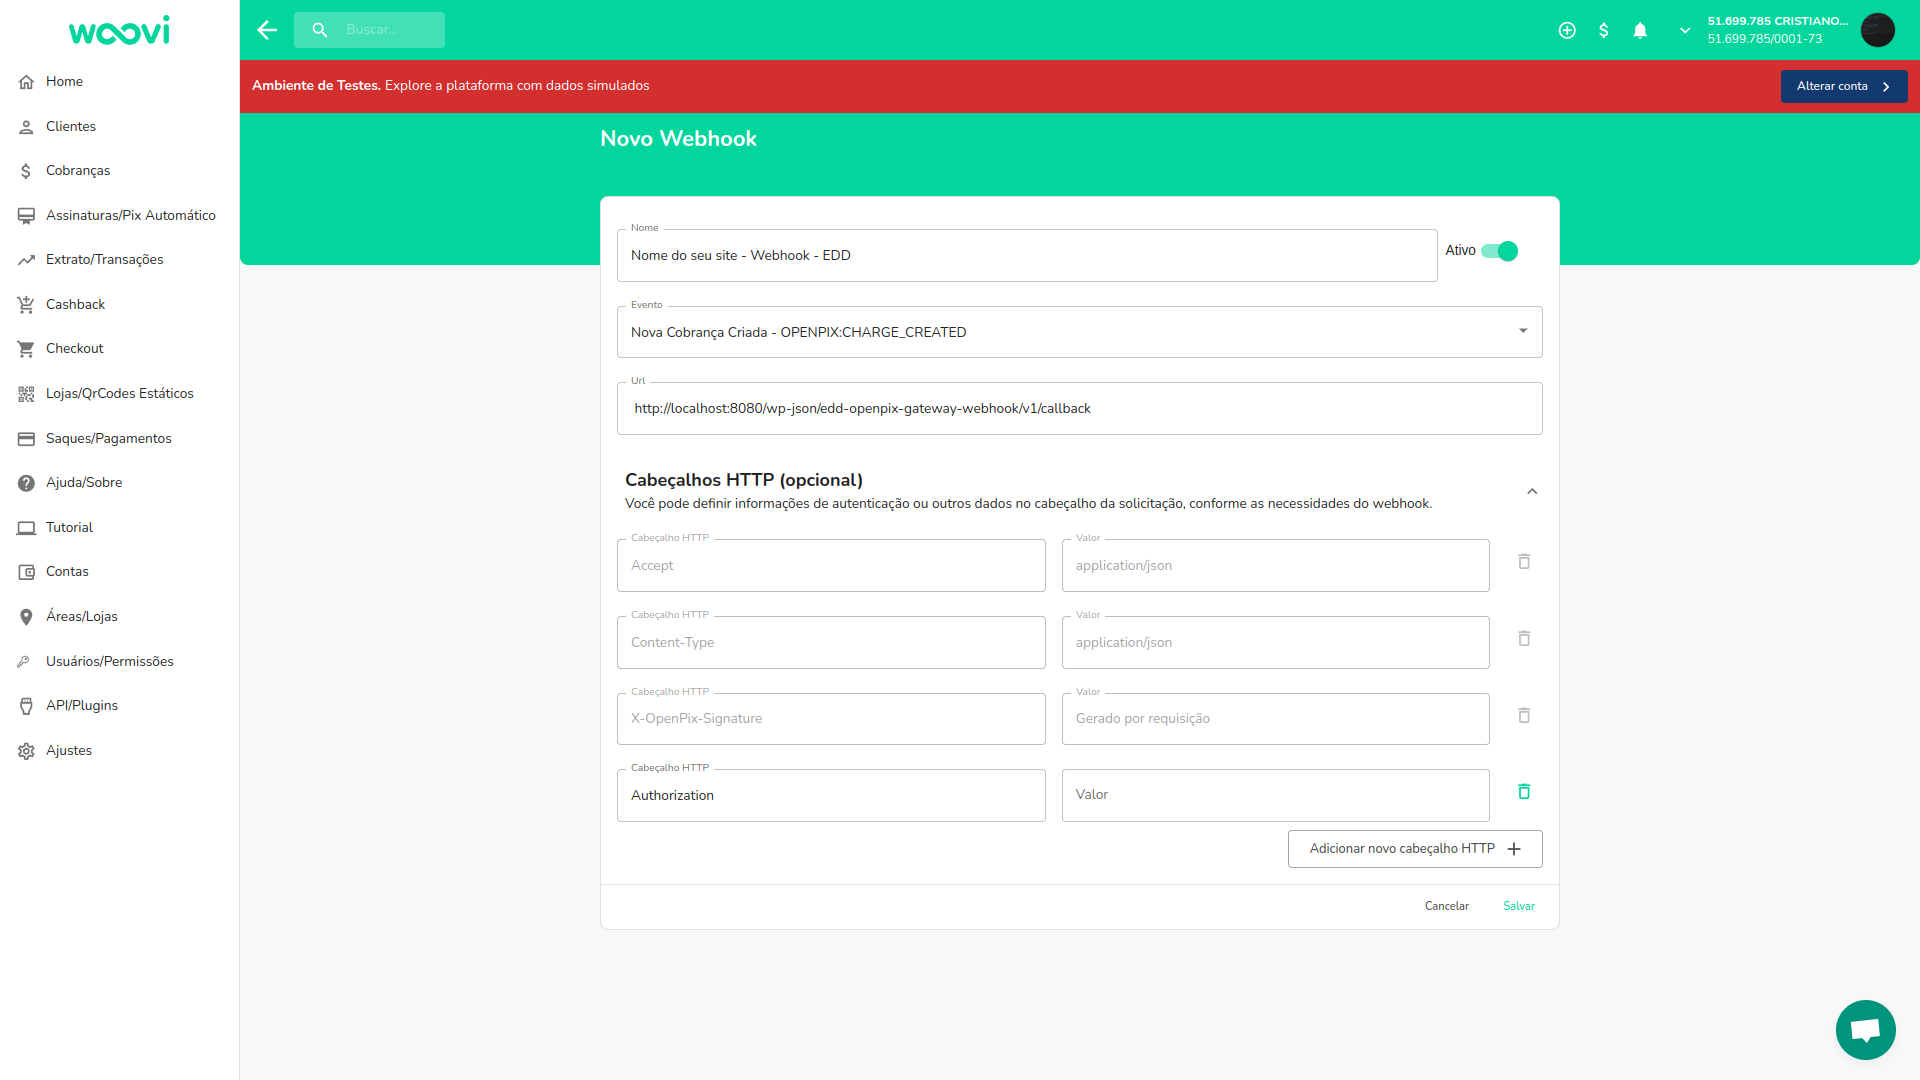 woovi
Home
Clientes
Cobranças
Assinaturas/Pix Automático
Extrato/Transações
Cashback
Checkout
Lojas/QrCodes Estáticos
Saques/Pagamentos
Ajuda/Sobre
Tutorial
Contas
Áreas/Lojas
Usuários/Permissões
API/Plugins
Ajustes
Buscar...
51.699.785 CRISTIANO...
51.699.785/0001-73
Ambiente de Testes. Explore a plataforma com dados simulados
Alterar conta
Novo Webhook
Nome
Nome do seu site - Webhook - EDD
Ativo
Evento
Nova Cobrança Criada - OPENPIX:CHARGE_CREATED
Url
http://localhost:8080/wp-json/edd-openpix-gateway-webhook/v1/callback
Cabeçalhos HTTP (opcional)
Você pode definir informações de autenticação ou outros dados no cabeçalho da solicitação, conforme as necessidades do webhook.
Cabeçalho HTTP
Accept
Valor
application/json
Cabeçalho HTTP
Content-Type
Valor
application/json
Cabeçalho HTTP
X-OpenPix-Signature
Valor
Gerado por requisição
Cabeçalho HTTP
Authorization
Valor
Adicionar novo cabeçalho HTTP
Cancelar
Salvar